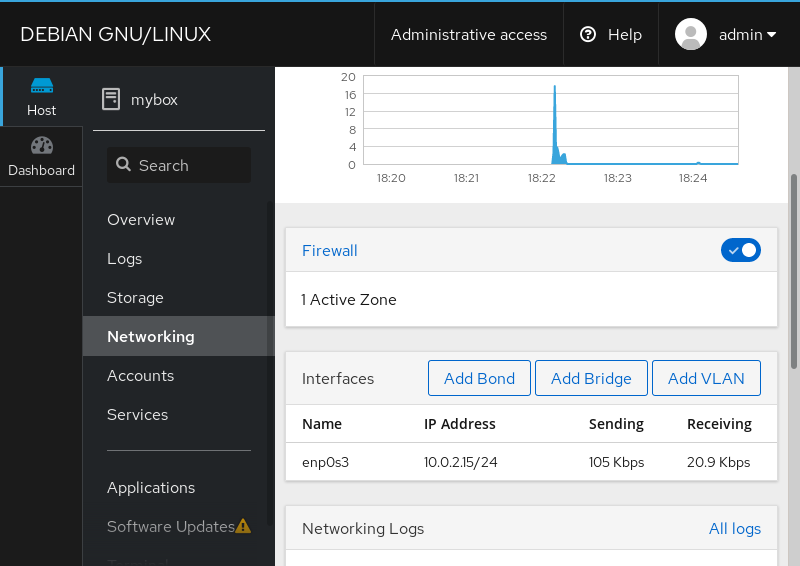 DEBIAN GNU/LINUX
Administrative access
Help
admin
Host
Dashboard
mybox
Search
Overview
Logs
Storage
Networking
Accounts
Services
Applications
Software Updates
20
16
12
8
4
0
18:20 18:21 18:22 18:23 18:24
Firewall
1 Active Zone
Interfaces Add Bond Add Bridge Add VLAN
Name IP Address Sending Receiving
enp0s3 10.0.2.15/24 105 Kbps 20.9 Kbps
Networking Logs All logs